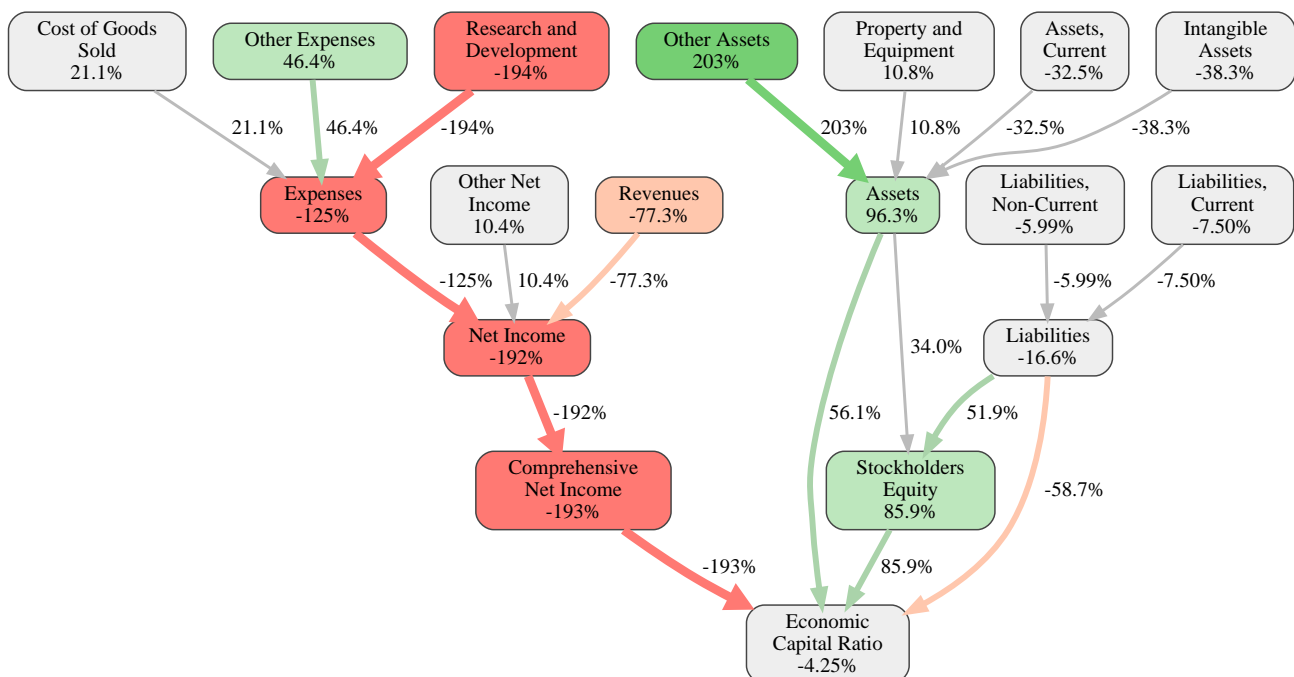 Cost of Goods
Sold
21.1%
Other Expenses
46.4%
Research and
Development
-194%
Other Assets
203%
Property and
Equipment
10.8%
Assets,
Current
-32.5%
Intangible
Assets
-38.3%
21.1%
46.4%
-194%
203%
10.8%
-32.5%
-38.3%
Expenses
-125%
Other Net
Income
10.4%
Revenues
-77.3%
Assets
96.3%
Liabilities,
Non-Current
-5.99%
Liabilities,
Current
-7.50%
-125%
10.4%
-77.3%
-5.99%
-7.50%
Net Income
-192%
34.0%
Liabilities
-16.6%
-192%
56.1%
51.9%
Comprehensive
Net Income
-193%
Stockholders
Equity
85.9%
-58.7%
-193%
85.9%
Economic
Capital Ratio
-4.25%